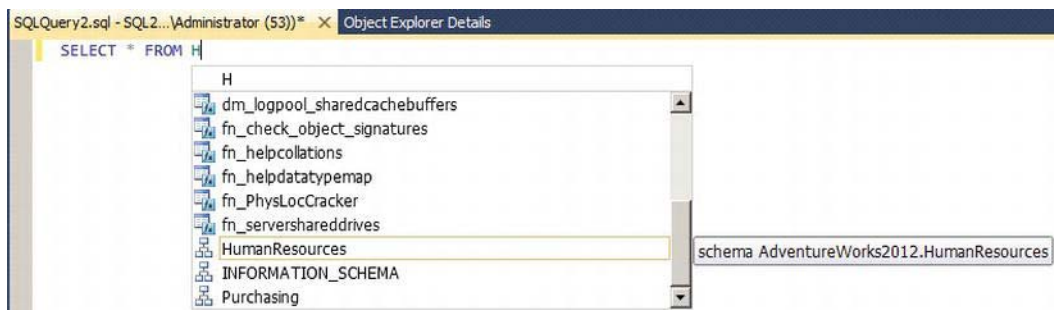 SQLQuery2.sql - SQL2...\Administrator (53))* Object Explorer Details
SELECT * FROM H
H
dm_logpool_sharedcachebuffers
fn_check_object_signatures
fn_helpcollations
fn_helpdatatypemap
fn_PhysLocCracker
fn_servershareddrives
HumanResources
schema AdventureWorks2012.HumanResources
INFORMATION_SCHEMA
Purchasing